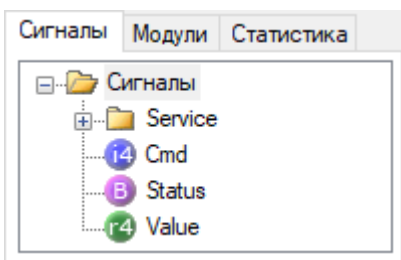 Сигналы Модули Статистика
Сигналы
Service
i4 Cmd
B Status
r4 Value